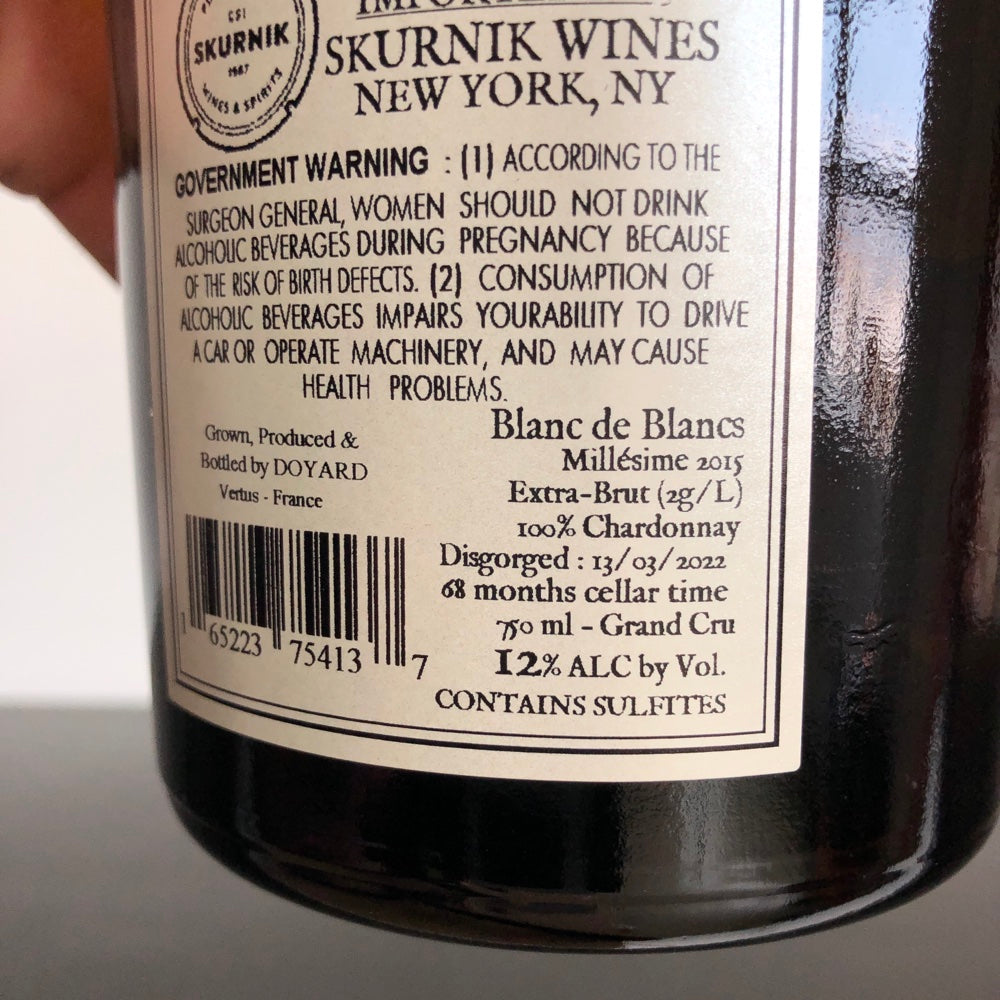 CSI
SKURNIK
1987
WINES & SPIRITS
SKURNIK WINES
NEW YORK, NY
GOVERNMENT WARNING : (1) ACCORDING TO THE
SURGEON GENERAL, WOMEN SHOULD NOT DRINK
ALCOHOLIC BEVERAGES DURING PREGNANCY BECAUSE
OF THE RISK OF BIRTH DEFECTS. (2) CONSUMPTION OF
ALCOHOLIC BEVERAGES IMPAIRS YOURABILITY TO DRIVE
A CAR OR OPERATE MACHINERY, AND MAY CAUSE
HEALTH PROBLEMS.
Grown, Produced &
Bottled by DOYARD
Vertus - France
1 65223 75413 7
Blanc de Blancs
Millésime 2015
Extra-Brut (2g/L)
100% Chardonnay
Disgorged : 13/03/2022
68 months cellar time
750 ml - Grand Cru
12% ALC by Vol.
CONTAINS SULFITES